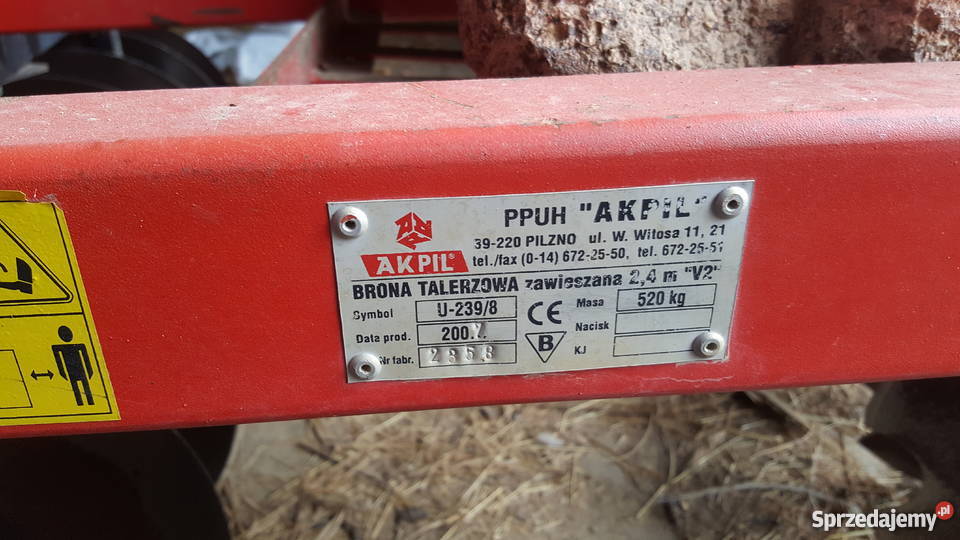 PPUH "AKPIL"
39-220 PILZNO ul. W. Witosa 11, 21
AKPIL®
tel./fax (0-14) 672-25-50, tel. 672-25-51
BRONA TALERZOWA zawieszana 2,4 m "V2"
Symbol U-239/8 CE Masa 520 kg
Data prod. 200 Nacisk
Nr fabr. 2868 B KJ
Sprzedajemy.pl